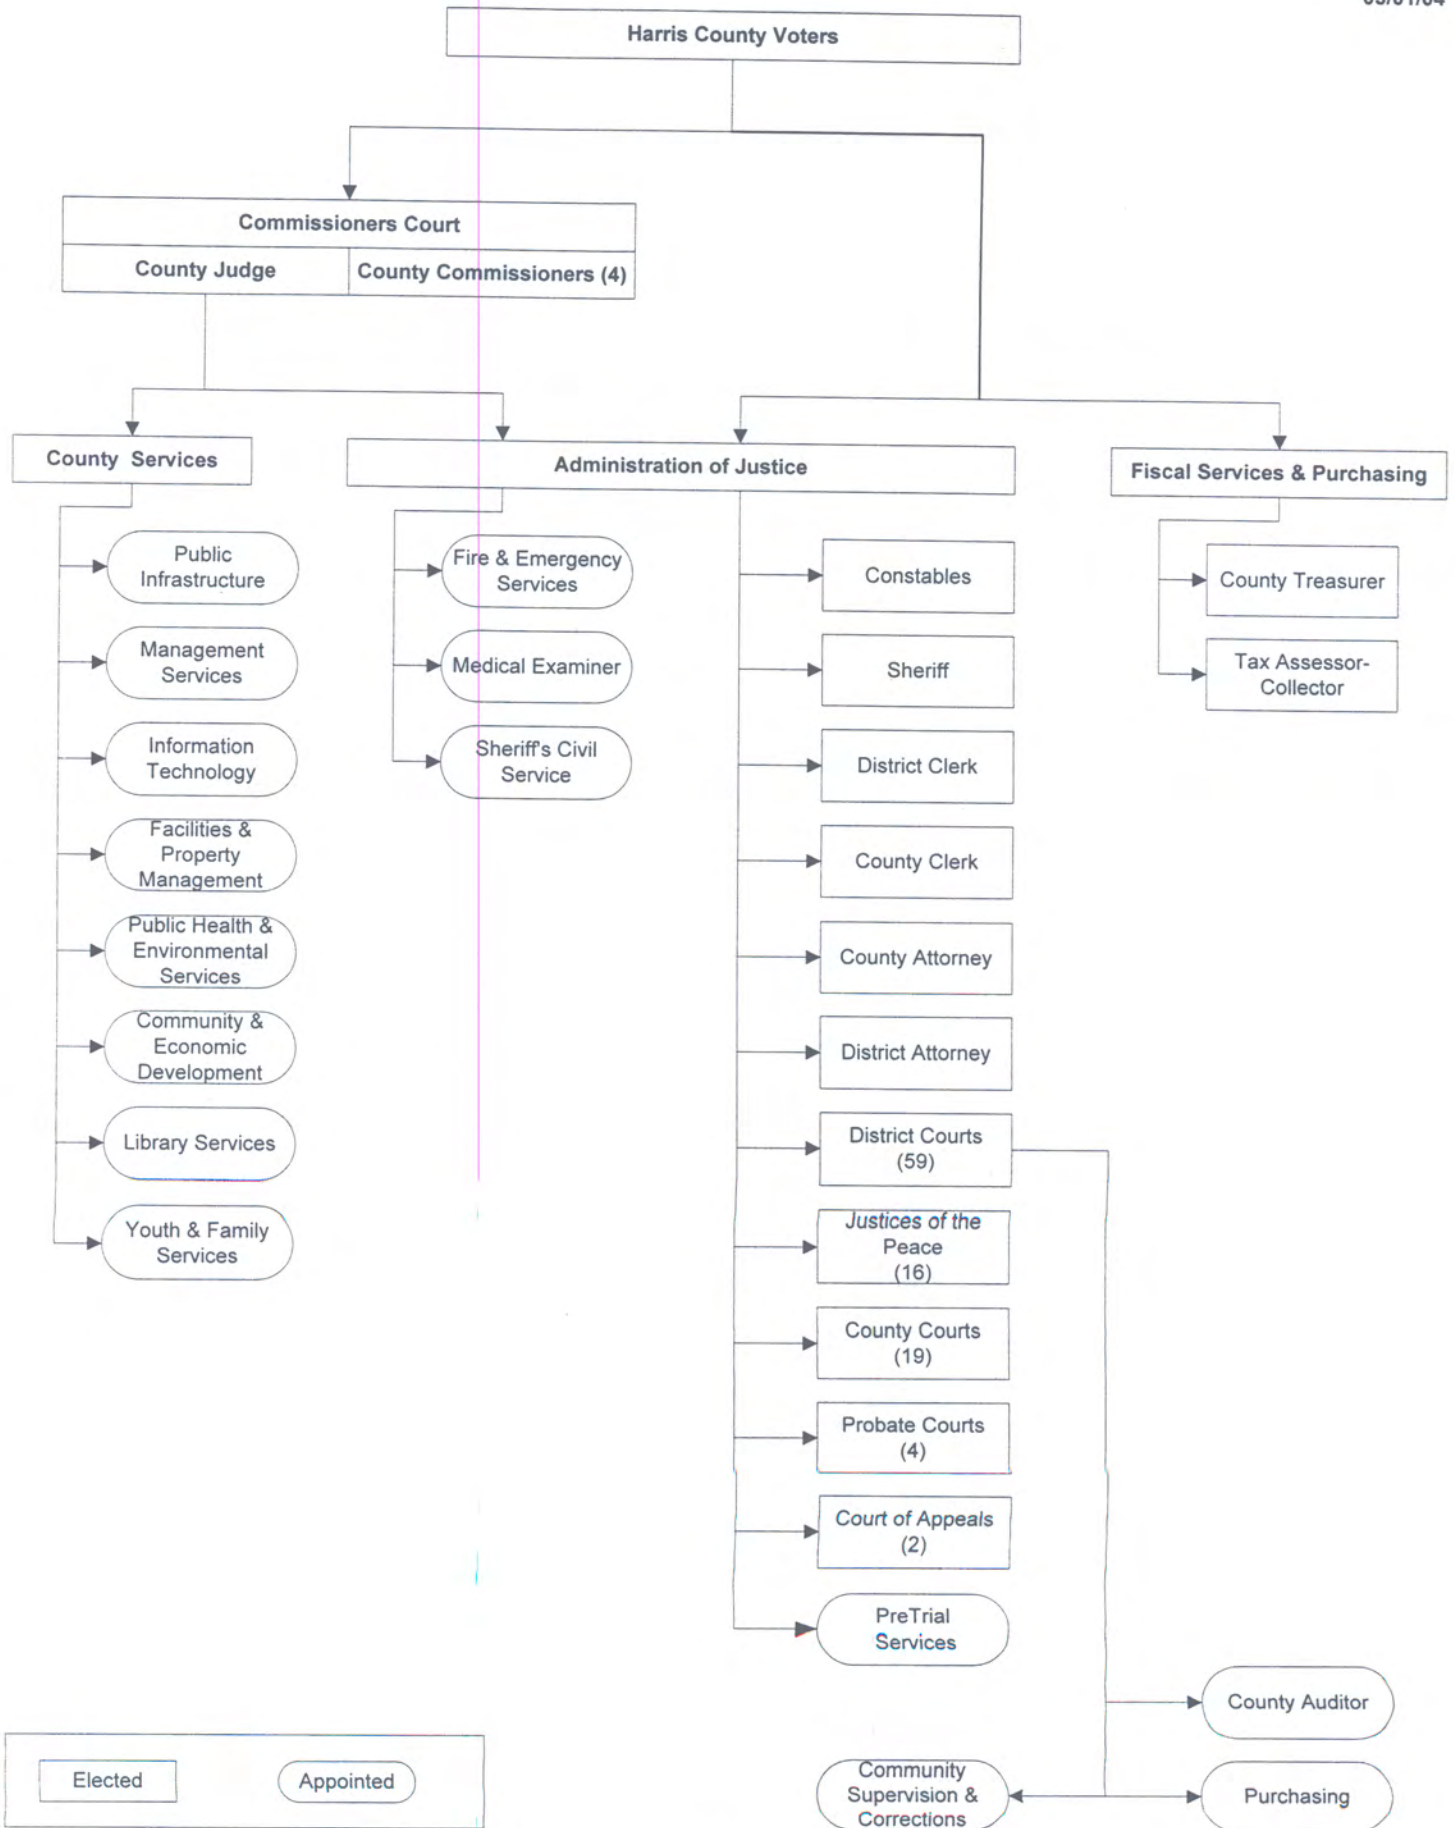 Harris County Voters
Commissioners Court
County Judge
County Commissioners (4)
County Services
Administration of Justice
Fiscal Services & Purchasing
Public
Infrastructure
Management
Services
Information
Technology
Facilities &
Property
Management
Public Health &
Environmental
Services
Community &
Economic
Development
Library Services
Youth & Family
Services
Fire & Emergency
Services
Medical Examiner
Sheriff's Civil
Service
Constables
Sheriff
District Clerk
County Clerk
County Attorney
District Attorney
District Courts
(59)
Justices of the
Peace
(16)
County Courts
(19)
Probate Courts
(4)
Court of Appeals
(2)
PreTrial
Services
County Treasurer
Tax Assessor-
Collector
County Auditor
Purchasing
Community
Supervision &
Corrections
Elected
Appointed